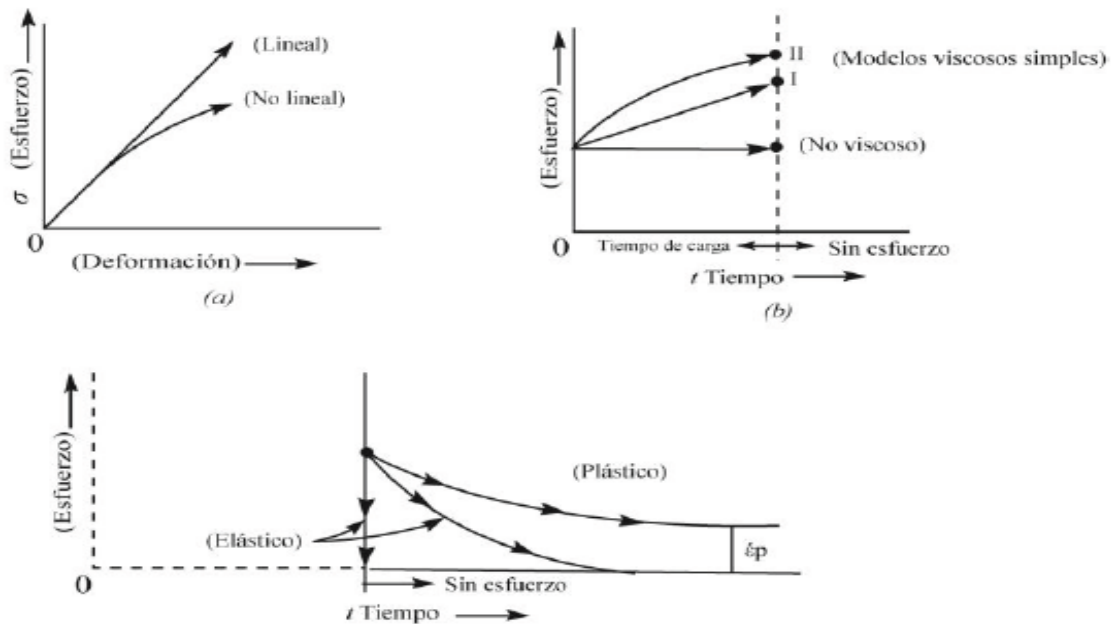 σ (Esfuerzo)
(Lineal)
(No lineal)
0
(Deformación)
(a)
(Esfuerzo)
II
(Modelos viscosos simples)
I
(No viscoso)
0
Tiempo de carga
Sin esfuerzo
t Tiempo
(b)
(Esfuerzo)
(Plástico)
(Elástico)
έp
0
Sin esfuerzo
t Tiempo